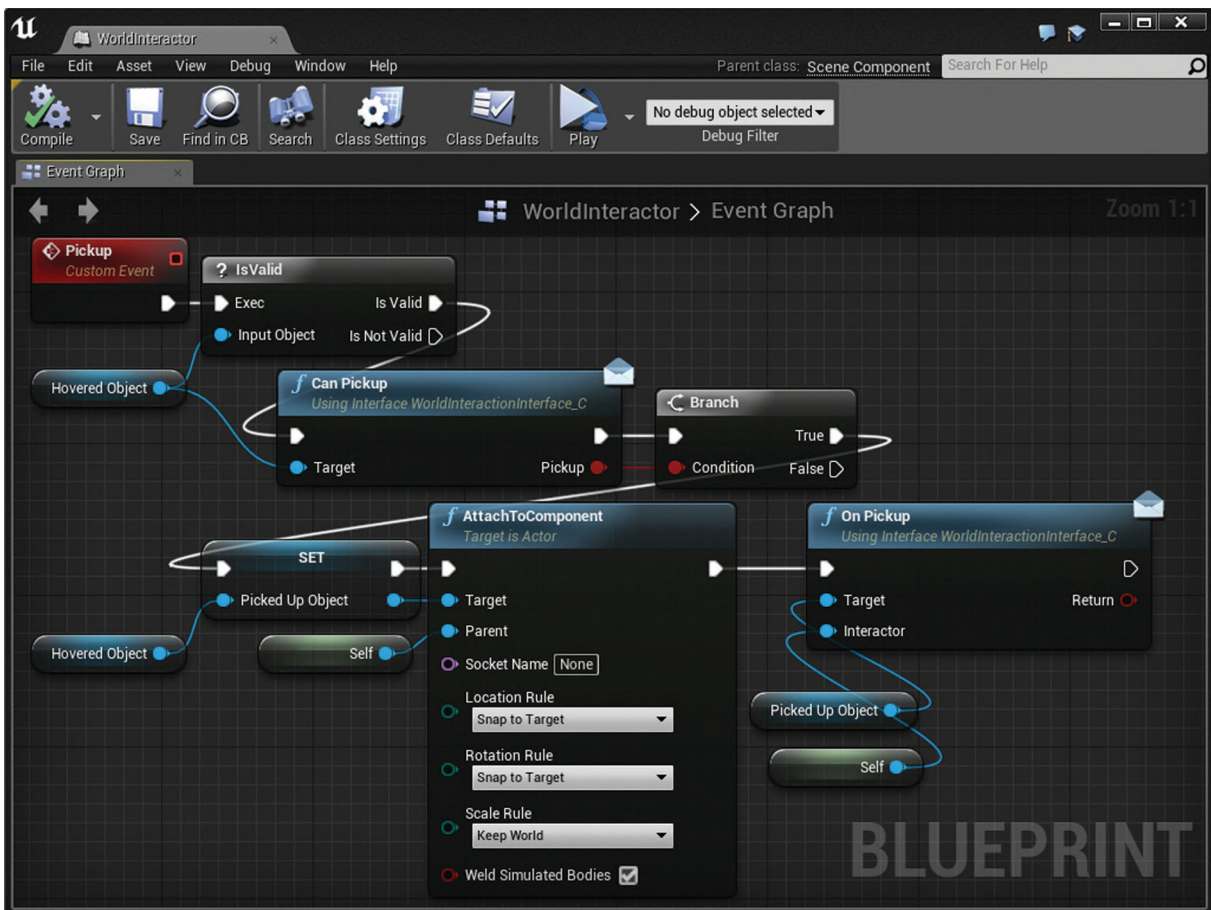 WorldInteractor
File Edit Asset View Debug Window Help
Parent class: Scene Component
Search For Help
Compile
Save
Find in CB
Search
Class Settings
Class Defaults
Play
No debug object selected
Debug Filter
Event Graph
WorldInteractor > Event Graph
Zoom 1:1
Pickup
Custom Event
? IsValid
Exec Is Valid
Input Object Is Not Valid
Hovered Object
f Can Pickup
Using Interface WorldInteractionInterface_C
Target Pickup
Branch
True
Condition False
SET
Picked Up Object
Hovered Object
Self
f AttachToComponent
Target is Actor
Target
Parent
Socket Name None
Location Rule
Snap to Target
Rotation Rule
Snap to Target
Scale Rule
Keep World
Weld Simulated Bodies
f On Pickup
Using Interface WorldInteractionInterface_C
Target Return
Interactor
Picked Up Object
Self
BLUEPRINT